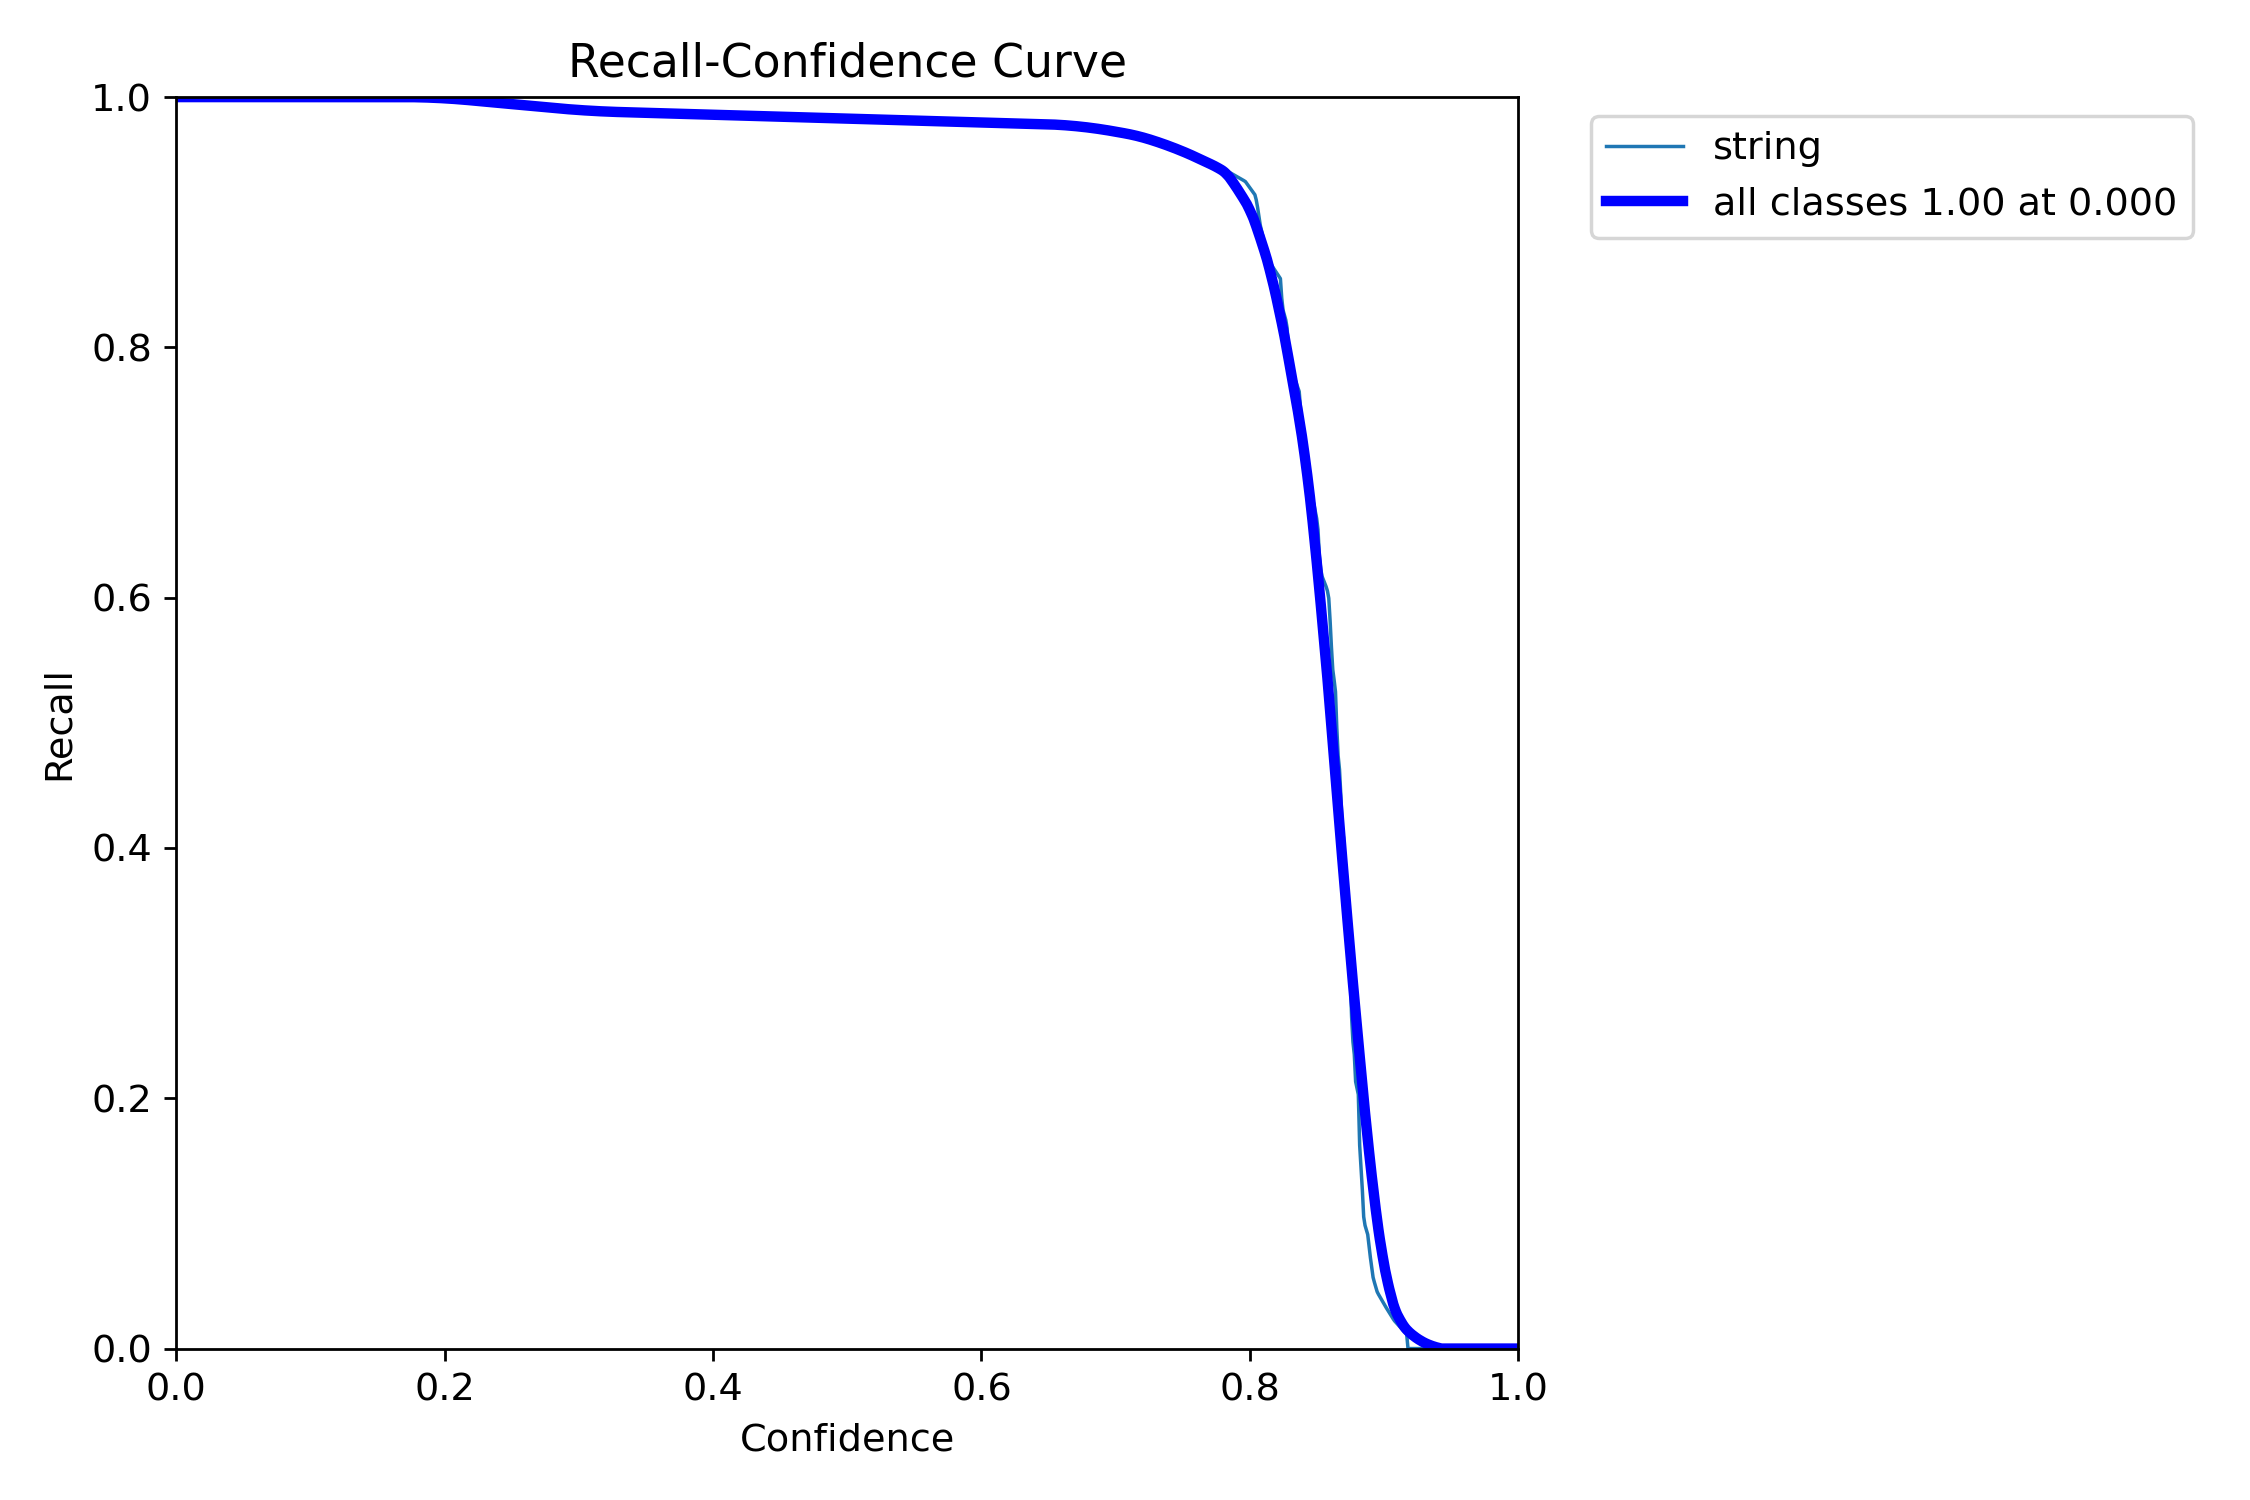 Recall-Confidence Curve
1.0
0.8
0.6
0.4
0.2
0.0
Recall
0.0 0.2 0.4 0.6 0.8 1.0
Confidence
string
all classes 1.00 at 0.000